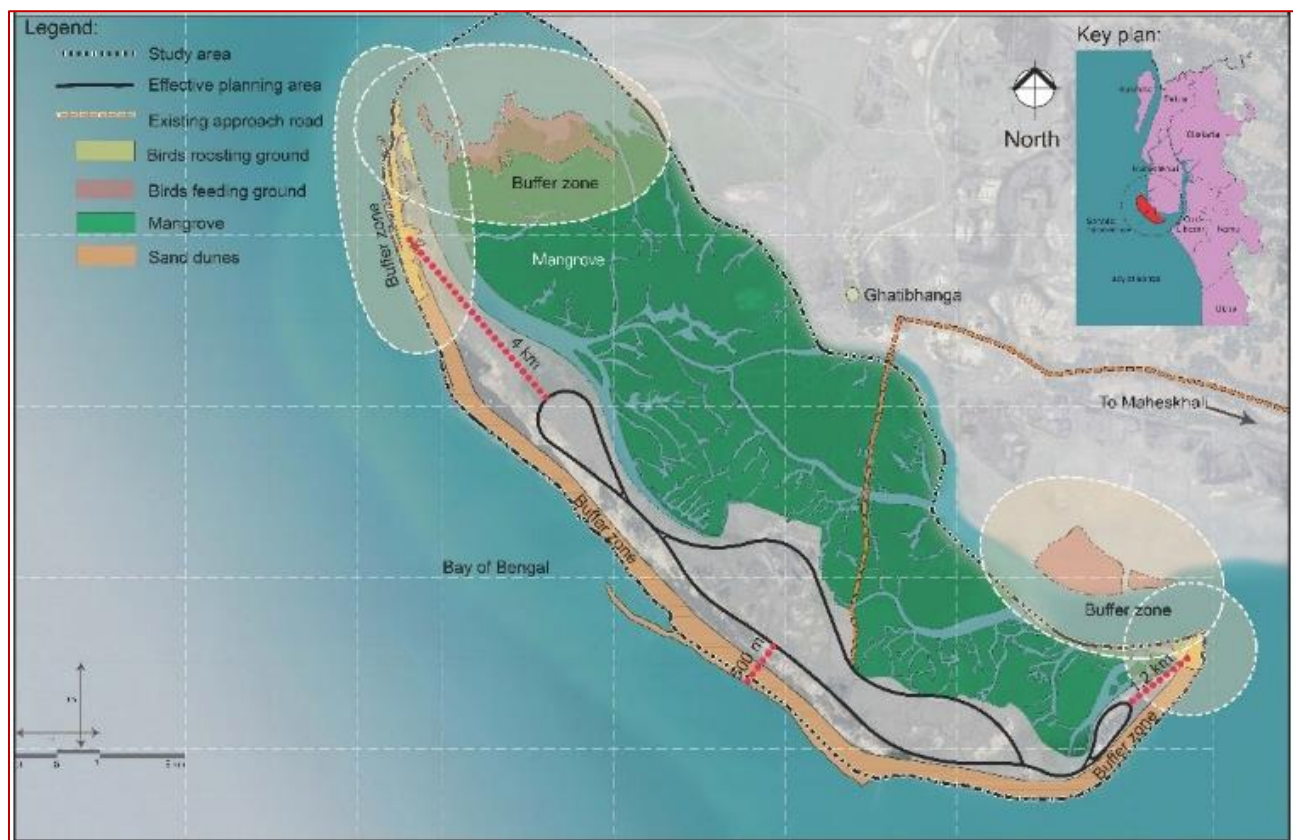 Legend:
Study area
Effective planning area
Existing approach road
Birds roosting ground
Birds feeding ground
Mangrove
Sand dunes
Key plan:
North
Buffer zone
Buffer zone
Mangrove
Ghatibhanga
4 km
To Maheskhali
Buffer zone
Bay of Bengal
Buffer zone
500 m
2 km
Buffer zone